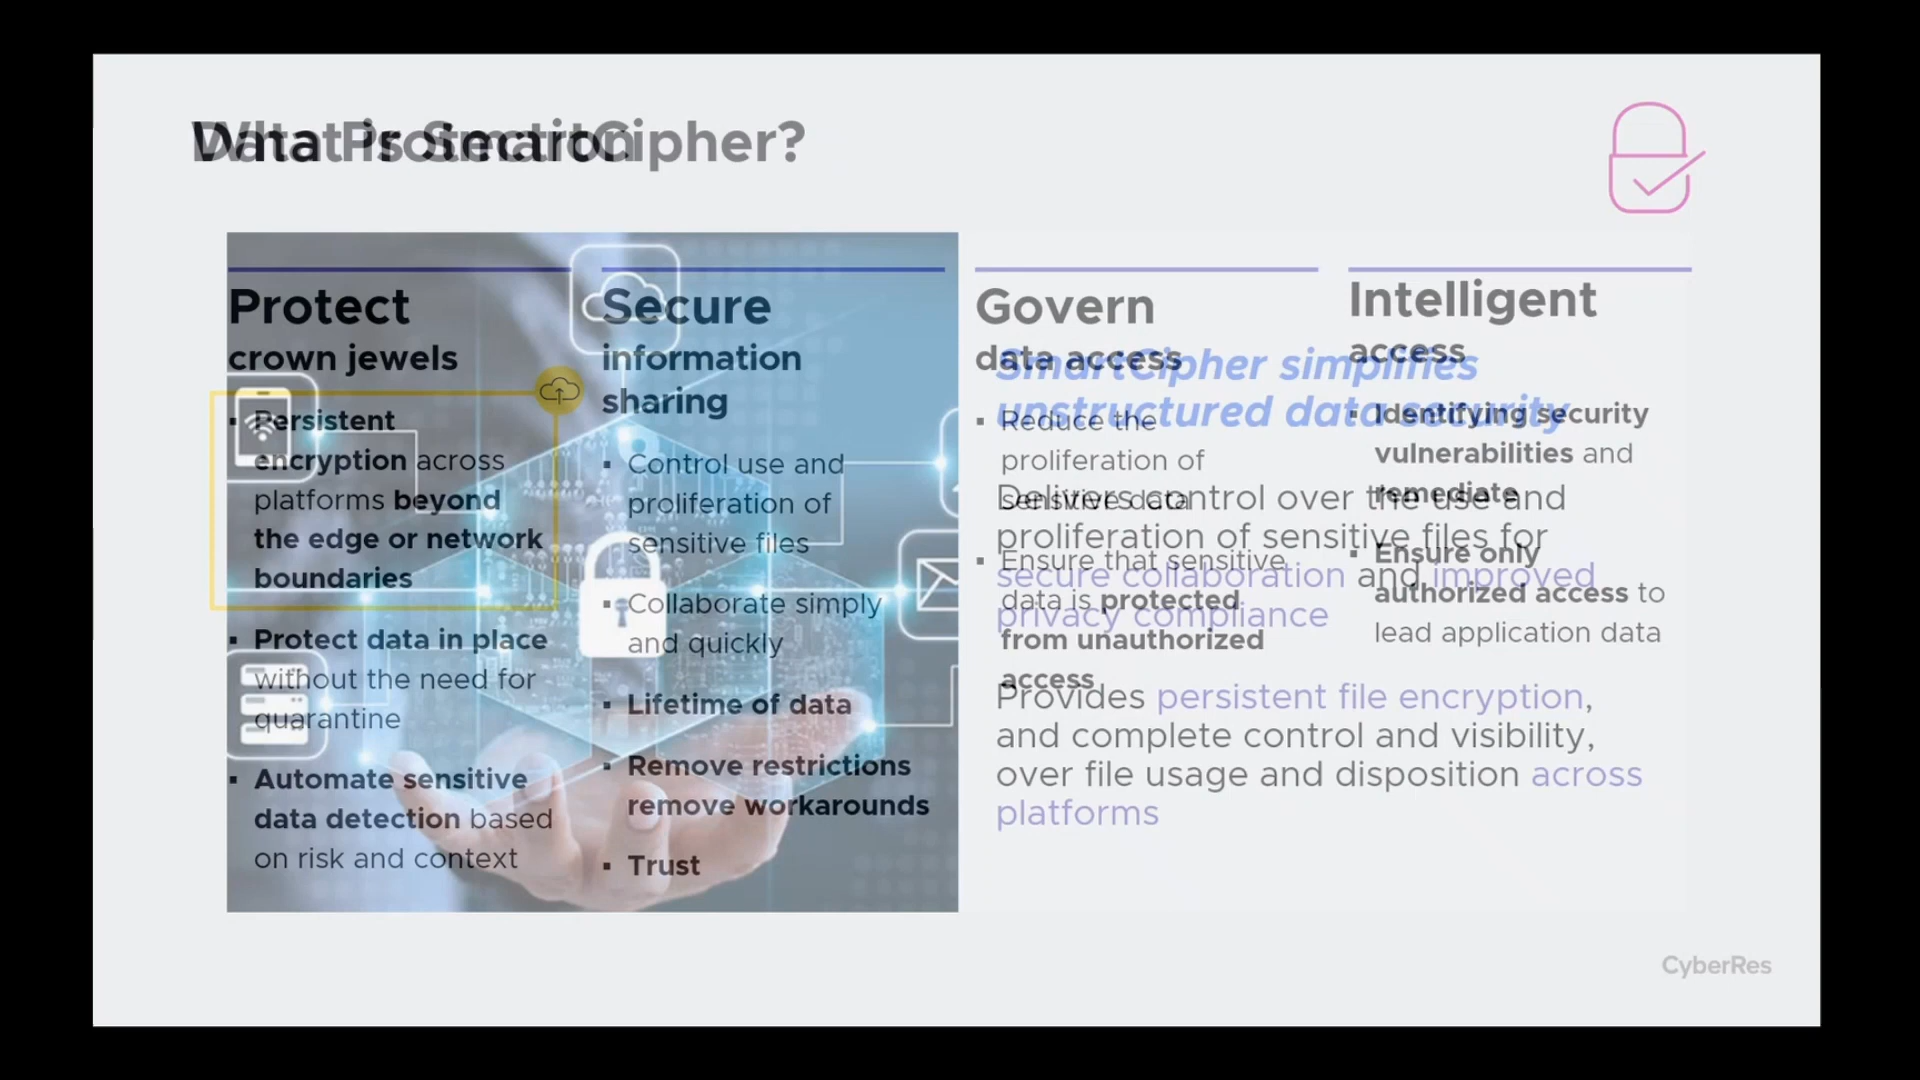 Data Protection
What is SmartCipher?
Protect
crown jewels
▪ Persistent
encryption across
platforms beyond
the edge or network
boundaries
▪ Protect data in place
without the need for
quarantine
▪ Automate sensitive
data detection based
on risk and context
Secure
information
sharing
▪ Control use and
proliferation of
sensitive files
▪ Collaborate simply
and quickly
▪ Lifetime of data
▪ Remove restrictions
remove workarounds
▪ Trust
Govern
data access
▪ Reduce the
proliferation of
sensitive data
▪ Ensure that sensitive
data is protected
from unauthorized
access
Intelligent
access
▪ Identifying security
vulnerabilities and
remediate
▪ Ensure only
authorized access to
lead application data
SmartCipher simplifies
unstructured data security
Delivers control over the use and
proliferation of sensitive files for
secure collaboration and improved
privacy compliance
Provides persistent file encryption,
and complete control and visibility,
over file usage and disposition across
platforms
CyberRes